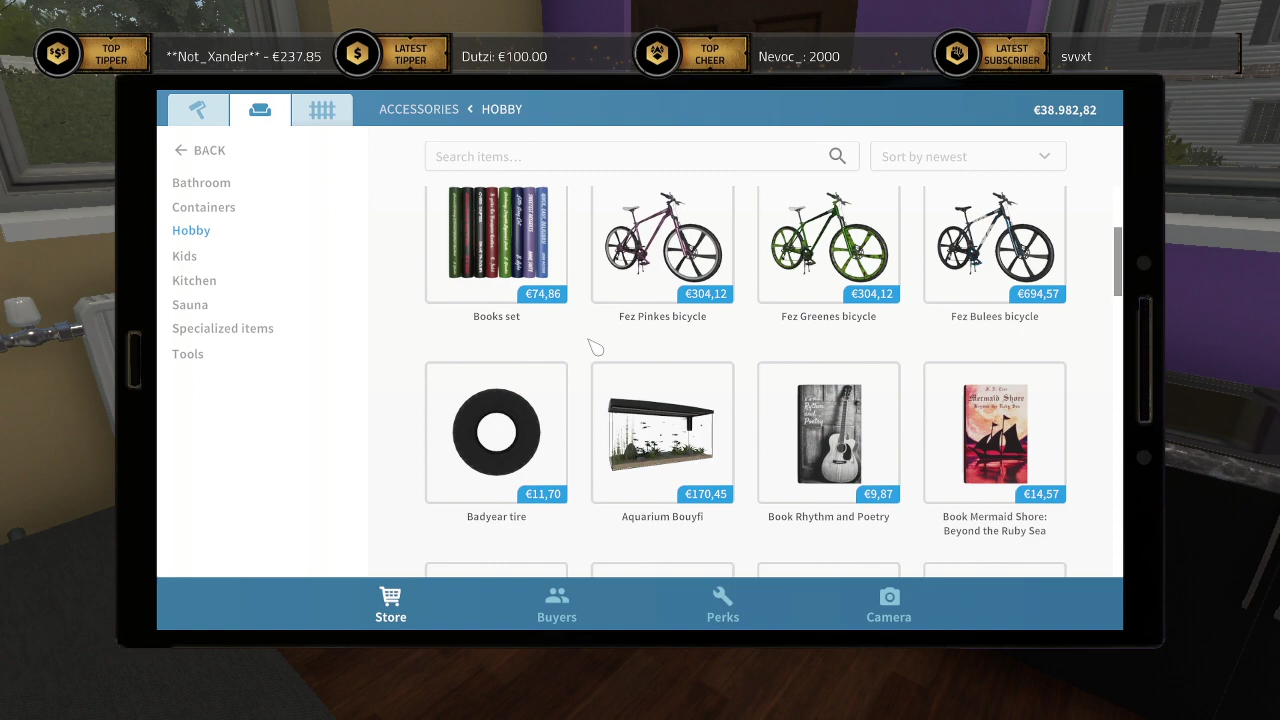 TOP
TIPPER
**Not_Xander** - €237.85
LATEST
TIPPER
Dutzi: €100.00
TOP
CHEER
Nevoc_: 2000
LATEST
SUBSCRIBER
svvxt
ACCESSORIES < HOBBY
€38.982,82
BACK
Bathroom
Containers
Hobby
Kids
Kitchen
Sauna
Specialized items
Tools
Search items...
Sort by newest
€74,86
€304,12
€304,12
€694,57
Books set
Fez Pinkes bicycle
Fez Greenes bicycle
Fez Bulees bicycle
Rythm
and
Poetry
Mermaid Shore
Beyond the Ruby Sea
€11,70
€170,45
€9,87
€14,57
Badyear tire
Aquarium Bouyfi
Book Rhythm and Poetry
Book Mermaid Shore:
Beyond the Ruby Sea
Store
Buyers
Perks
Camera